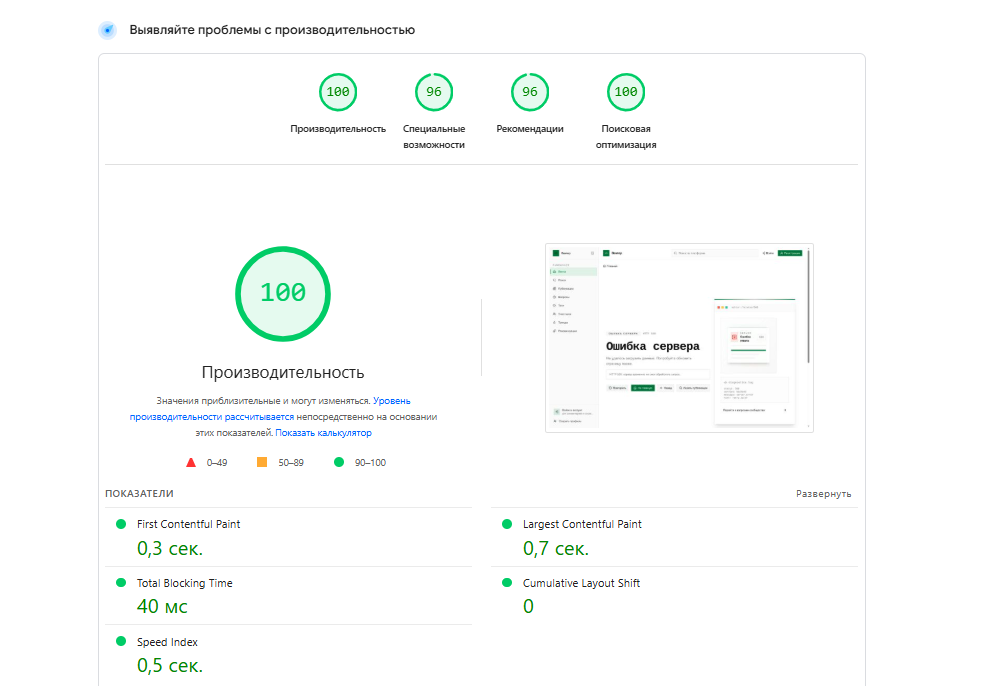 Выявляйте проблемы с производительностью
100
96
96
100
Производительность
Специальные
возможности
Рекомендации
Поисковая
оптимизация
100
Производительность
Значения приблизительные и могут изменяться. Уровень
производительности рассчитывается непосредственно на основании
этих показателей. Показать калькулятор
0–49
50–89
90–100
Ошибка сервера
ПОКАЗАТЕЛИ
Развернуть
First Contentful Paint
0,3 сек.
Largest Contentful Paint
0,7 сек.
Total Blocking Time
40 мс
Cumulative Layout Shift
0
Speed Index
0,5 сек.